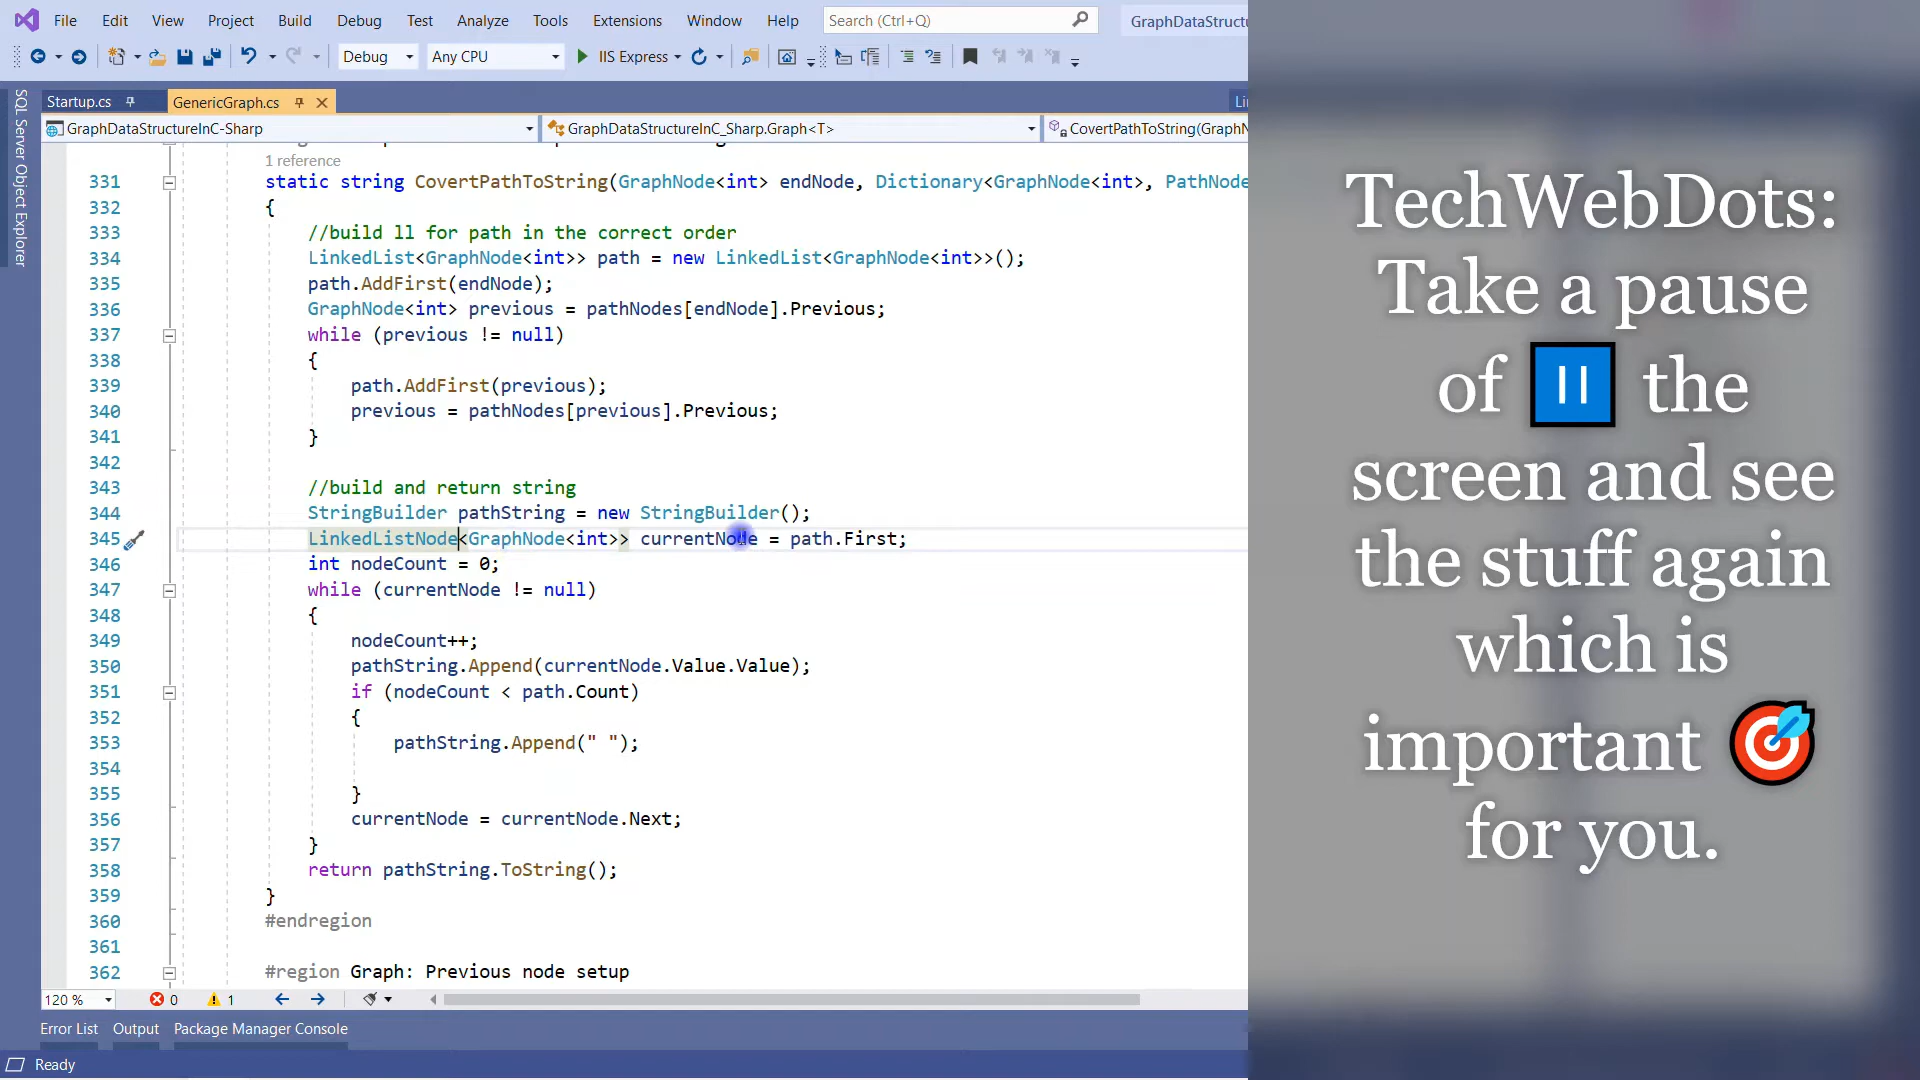 File Edit View Project Build Debug Test Analyze Tools Extensions Window Help Search (Ctrl+Q)
Debug Any CPU IIS Express
SQL Server Object Explorer
Startup.cs GenericGraph.cs
GraphDataStructureInC-Sharp GraphDataStructureInC_Sharp.Graph<T>
1 reference
331 static string CovertPathToString(GraphNode<int> endNode, Dictionary<GraphNode<int>, PathNode
332 {
333 //build ll for path in the correct order
334 LinkedList<GraphNode<int>> path = new LinkedList<GraphNode<int>>();
335 path.AddFirst(endNode);
336 GraphNode<int> previous = pathNodes[endNode].Previous;
337 while (previous != null)
338 {
339 path.AddFirst(previous);
340 previous = pathNodes[previous].Previous;
341 }
342
343 //build and return string
344 StringBuilder pathString = new StringBuilder();
345 LinkedListNode<GraphNode<int>> currentNode = path.First;
346 int nodeCount = 0;
347 while (currentNode != null)
348 {
349 nodeCount++;
350 pathString.Append(currentNode.Value.Value);
351 if (nodeCount < path.Count)
352 {
353 pathString.Append(" ");
354
355 }
356 currentNode = currentNode.Next;
357 }
358 return pathString.ToString();
359 }
360 #endregion
361
362 #region Graph: Previous node setup
120 % 0 1
Error List Output Package Manager Console
Ready
TechWebDots:
Take a pause
of ⏸ the
screen and see
the stuff again
which is
important 🎯
for you.